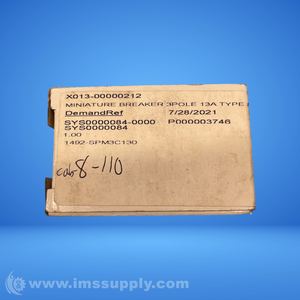 X013-00000212
MINIATURE BREAKER 3POLE 13A TYPE
DemandRef 7/28/2021
SYS0000084-0000 P000003746
SYS0000084
1.00
1492-SPM3C130
8-110
© www.imssupply.com ™